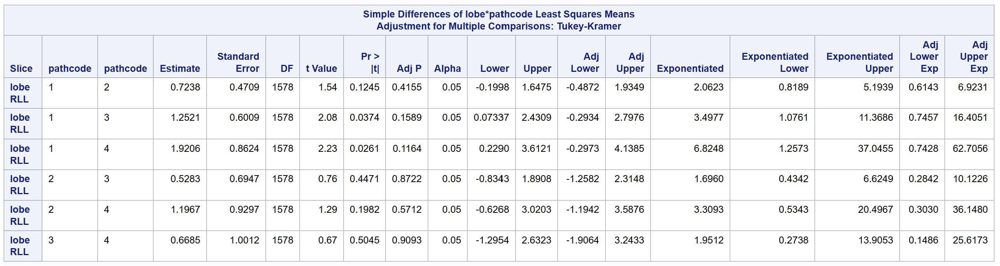 Simple Differences of lobe*pathcode Least Squares Means
Adjustment for Multiple Comparisons: Tukey-Kramer
Slice pathcode pathcode Estimate Standard Error DF t Value Pr > |t| Adj P Alpha Lower Upper Adj Lower Adj Upper Exponentiated Exponentiated Lower Exponentiated Upper Adj Lower Exp Adj Upper Exp
lobe RLL 1 2 0.7238 0.4709 1578 1.54 0.1245 0.4155 0.05 -0.1998 1.6475 -0.4872 1.9349 2.0623 0.8189 5.1939 0.6143 6.9231
lobe RLL 1 3 1.2521 0.6009 1578 2.08 0.0374 0.1589 0.05 0.07337 2.4309 -0.2934 2.7976 3.4977 1.0761 11.3686 0.7457 16.4051
lobe RLL 1 4 1.9206 0.8624 1578 2.23 0.0261 0.1164 0.05 0.2290 3.6121 -0.2973 4.1385 6.8248 1.2573 37.0455 0.7428 62.7056
lobe RLL 2 3 0.5283 0.6947 1578 0.76 0.4471 0.8722 0.05 -0.8343 1.8908 -1.2582 2.3148 1.6960 0.4342 6.6249 0.2842 10.1226
lobe RLL 2 4 1.1967 0.9297 1578 1.29 0.1982 0.5712 0.05 -0.6268 3.0203 -1.1942 3.5876 3.3093 0.5343 20.4967 0.3030 36.1480
lobe RLL 3 4 0.6685 1.0012 1578 0.67 0.5045 0.9093 0.05 -1.2954 2.6323 -1.9064 3.2433 1.9512 0.2738 13.9053 0.1486 25.6173